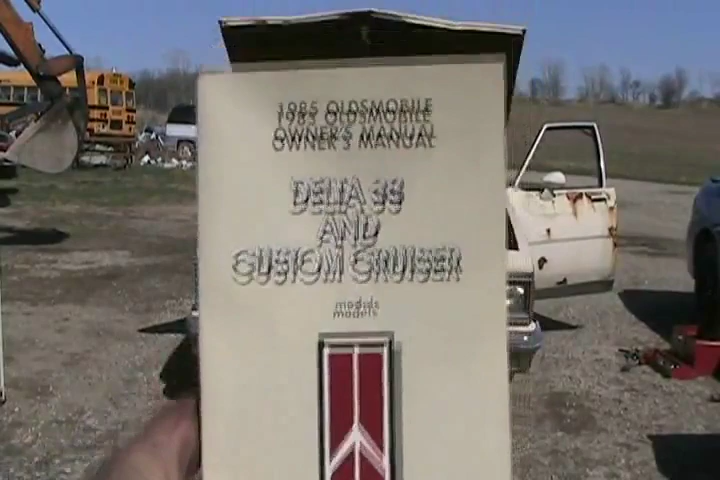 1985 OLDSMOBILE
OWNER'S MANUAL
DELTA 88
AND
CUSTOM CRUISER
models